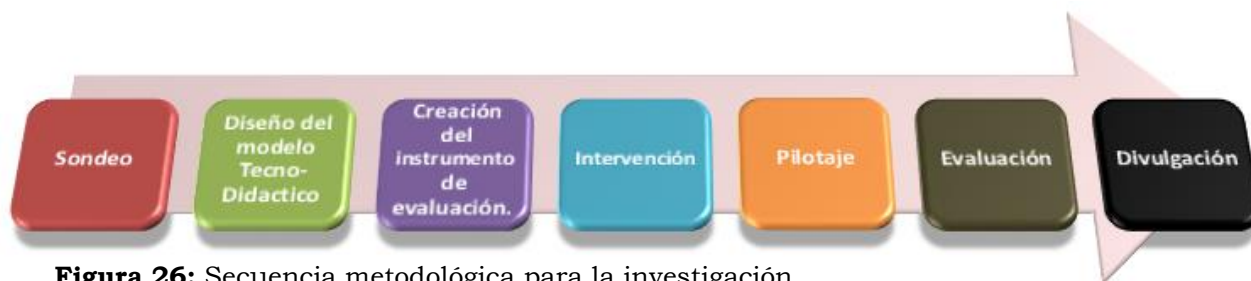 Sondeo
Diseño del
modelo
Tecno-
Didactico
Creación
del
instrumento
de
evaluación.
Intervención
Pilotaje
Evaluación
Divulgación
Figura 26: Secuencia metodológica para la investigación